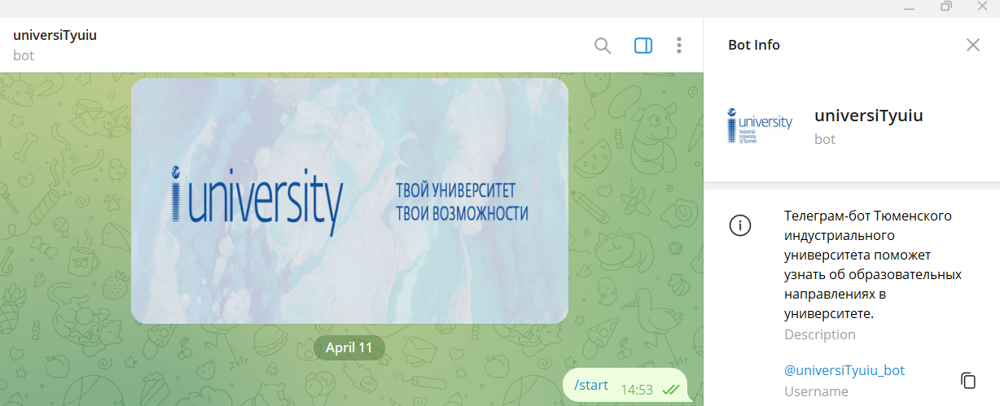 universiTyuiu
bot
Bot Info
i university
ТВОЙ УНИВЕРСИТЕТ
ТВОИ ВОЗМОЖНОСТИ
April 11
/start 14:53
i university
Industrial
University
of Tyumen
universiTyuiu
bot
Телеграм-бот Тюменского
индустриального
университета поможет
узнать об образовательных
направлениях в
университете.
Description
@universiTyuiu_bot
Username